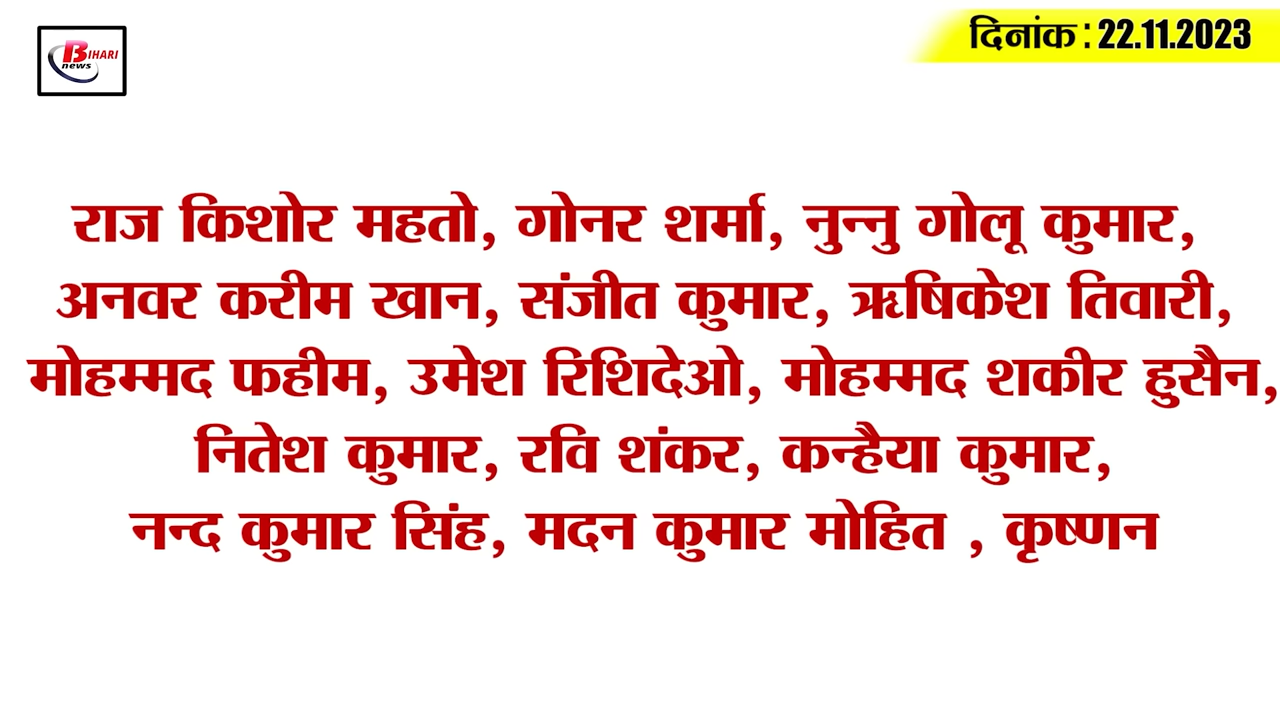 BIHARI
news
दिनांक : 22.11.2023
राज किशोर महतो, गोनर शर्मा, नुन्नु गोलू कुमार,
अनवर करीम खान, संजीत कुमार, ऋषिकेश तिवारी,
मोहम्मद फहीम, उमेश रिशिदेओ, मोहम्मद शकीर हुसैन,
नितेश कुमार, रवि शंकर, कन्हैया कुमार,
नन्द कुमार सिंह, मदन कुमार मोहित , कृष्णन